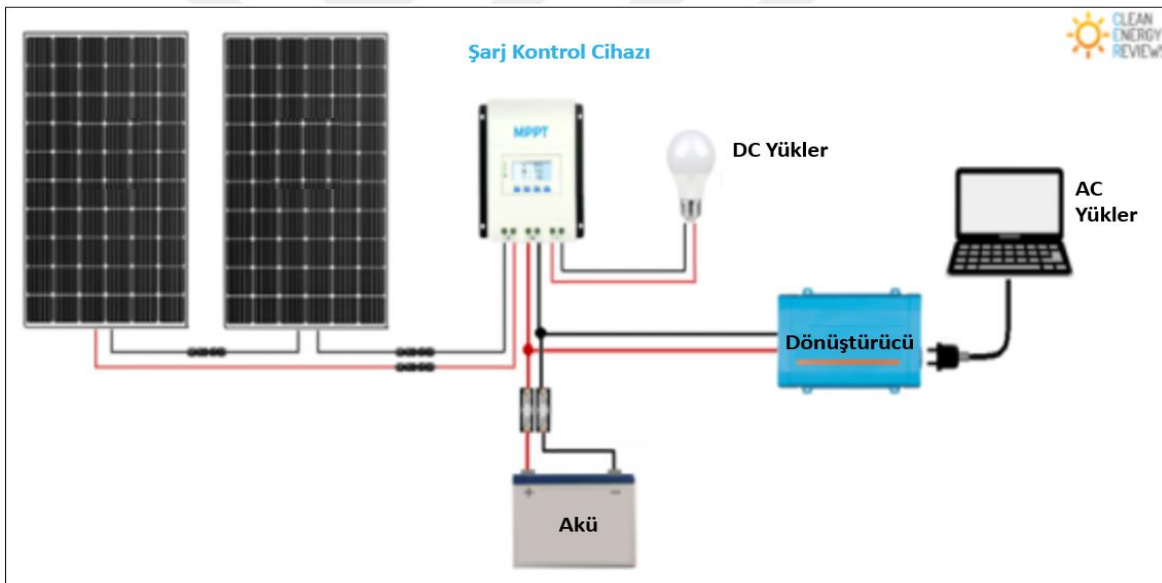 CLEAN
ENERGY
REVIEWS
Şarj Kontrol Cihazı
MPPT
DC Yükler
AC
Yükler
Dönüştürücü
+ −
Akü